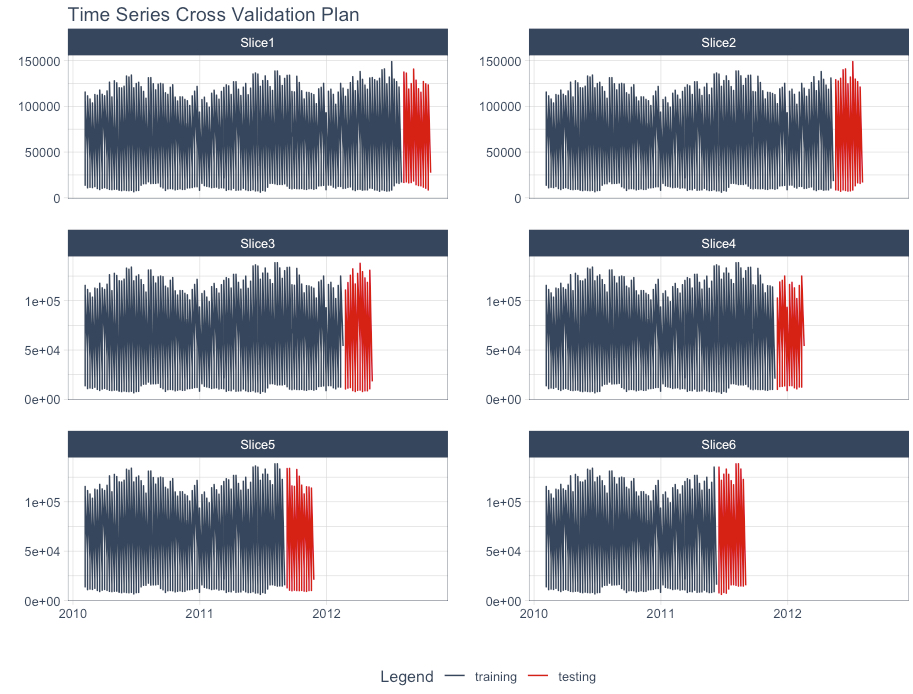 Time Series Cross Validation Plan
Slice1
Slice2
150000
100000
50000
0
150000
100000
50000
0
Slice3
Slice4
1e+05
5e+04
0e+00
1e+05
5e+04
0e+00
Slice5
Slice6
1e+05
5e+04
0e+00
1e+05
5e+04
0e+00
2010 2011 2012
2010 2011 2012
Legend training testing